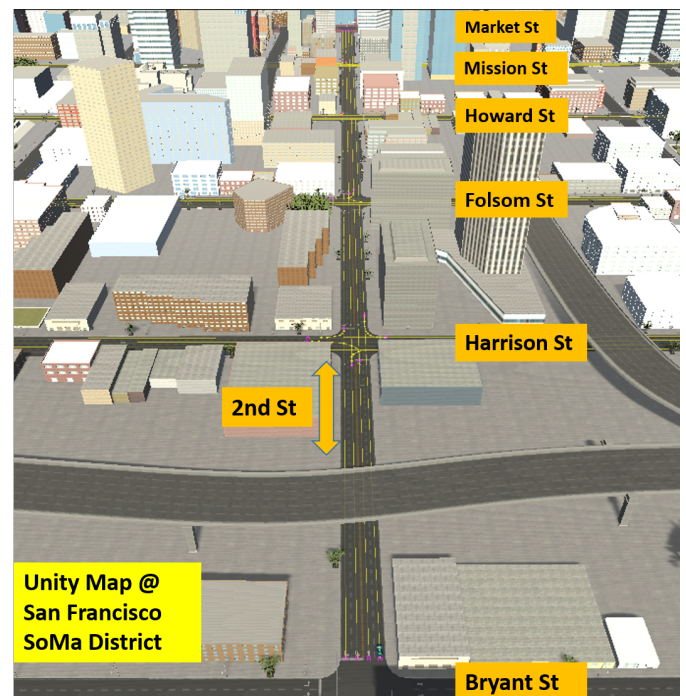 Market St
Mission St
Howard St
Folsom St
Harrison St
2nd St
Unity Map @
San Francisco
SoMa District
Bryant St